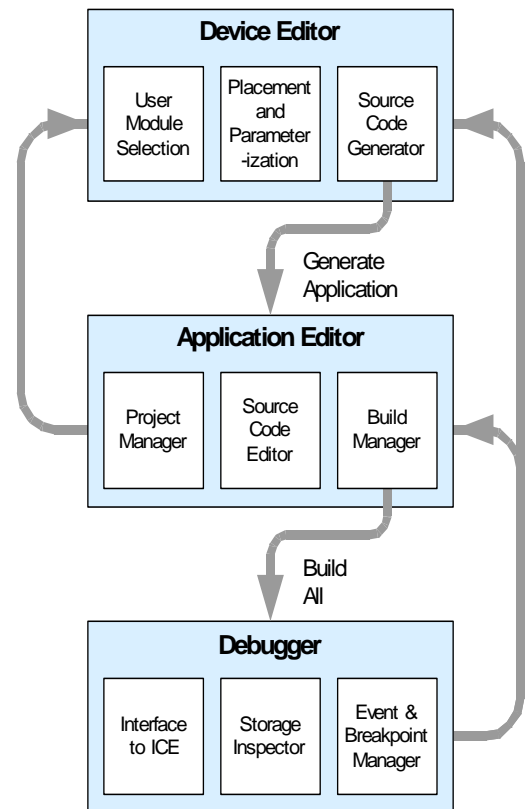 Device Editor
User
Module
Selection
Placement
and
Parameter
-ization
Source
Code
Generator
Generate
Application
Application Editor
Project
Manager
Source
Code
Editor
Build
Manager
Build
All
Debugger
Interface
to ICE
Storage
Inspector
Event &
Breakpoint
Manager